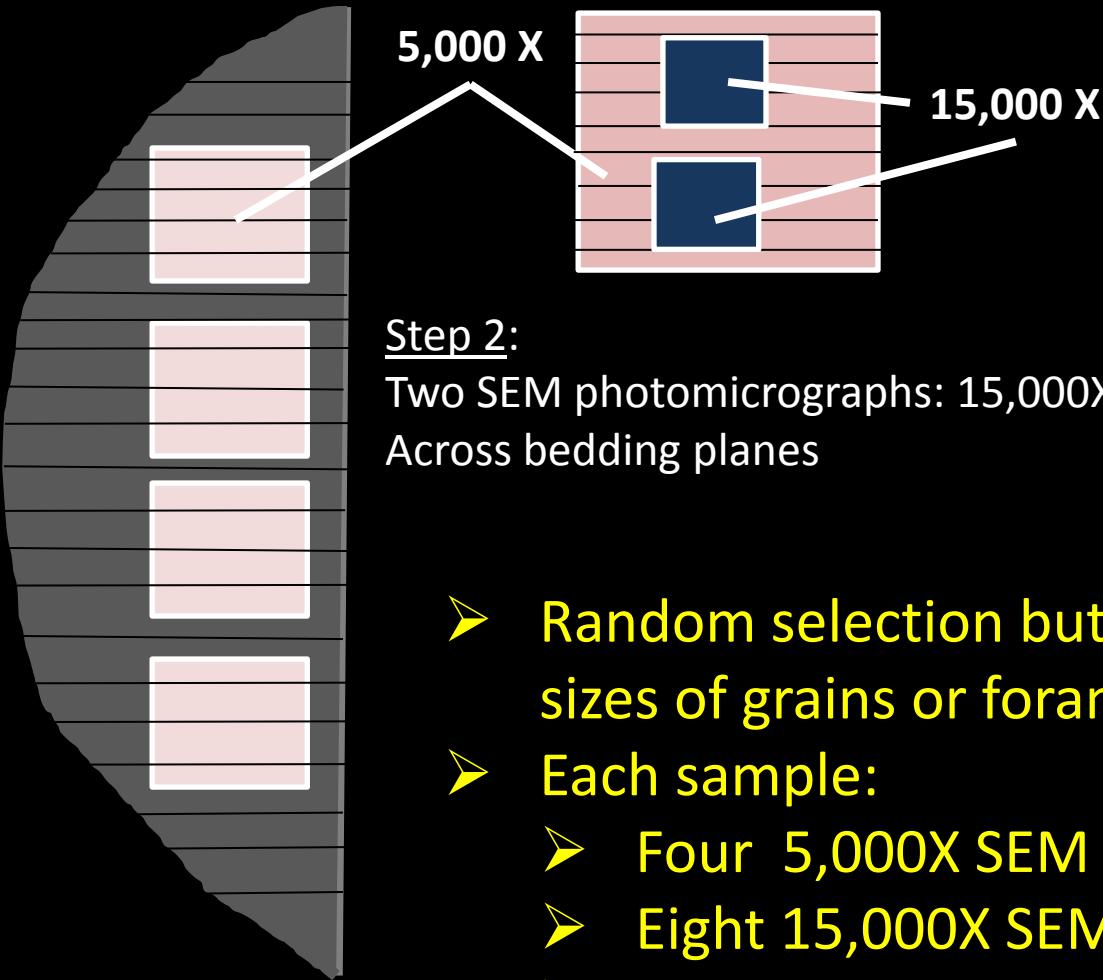 5,000 X
15,000 X
Step 2:
Two SEM photomicrographs: 15,000X
Across bedding planes
➢ Random selection but
sizes of grains or
➢ Each sample:
➢ Four 5,000X SEM
➢ Eight 15,000X SEM